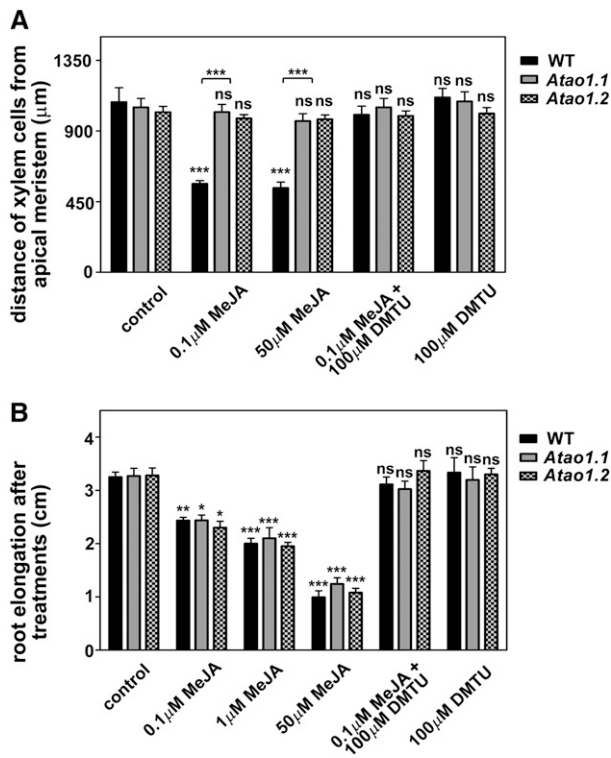 A
distance of xylem cells from
apical meristem (μm)
1350
900
450
0
***
***
ns
ns
***
***
ns
ns
ns
ns
ns
ns
ns
ns
control
0.1μM MeJA
50μM MeJA
0.1μM MeJA +
100μM DMTU
100μM DMTU
WT
Atao1.1
Atao1.2
B
root elongation after
treatments (cm)
4
3
2
1
0
**
*
*
***
***
***
***
***
***
ns
ns
ns
ns
ns
ns
control
0.1μM MeJA
1μM MeJA
50μM MeJA
0.1μM MeJA +
100μM DMTU
100μM DMTU
WT
Atao1.1
Atao1.2